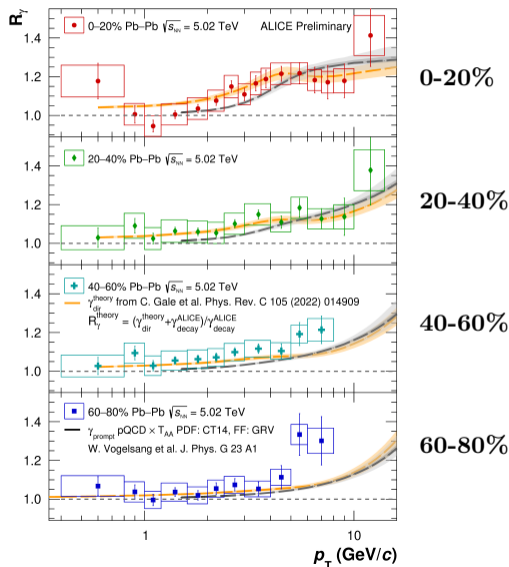 R_γ
0–20% Pb–Pb √s_NN = 5.02 TeV
ALICE Preliminary
1.4
1.2
1.0
0-20%
20–40% Pb–Pb √s_NN = 5.02 TeV
1.4
1.2
1.0
20-40%
40–60% Pb–Pb √s_NN = 5.02 TeV
γ_dir^theory from C. Gale et al. Phys. Rev. C 105 (2022) 014909
R_γ^theory = (γ_dir^theory+γ_decay^ALICE)/γ_decay^ALICE
1.4
1.2
1.0
40-60%
60–80% Pb–Pb √s_NN = 5.02 TeV
γ_prompt pQCD × T_AA PDF: CT14, FF: GRV
W. Vogelsang et al. J. Phys. G 23 A1
1.4
1.2
1.0
60-80%
1
10
p_T (GeV/c)